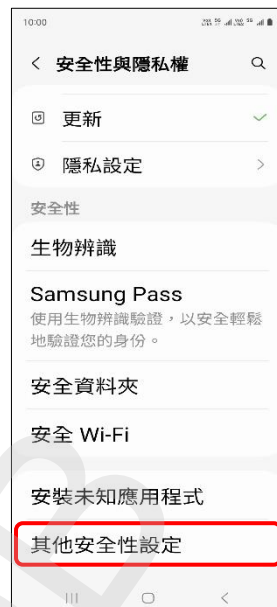 10:00
安全性與隱私權
更新
隱私設定
安全性
生物辨識
Samsung Pass
使用生物辨識驗證，以安全輕鬆
地驗證您的身份。
安全資料夾
安全 Wi-Fi
安裝未知應用程式
其他安全性設定